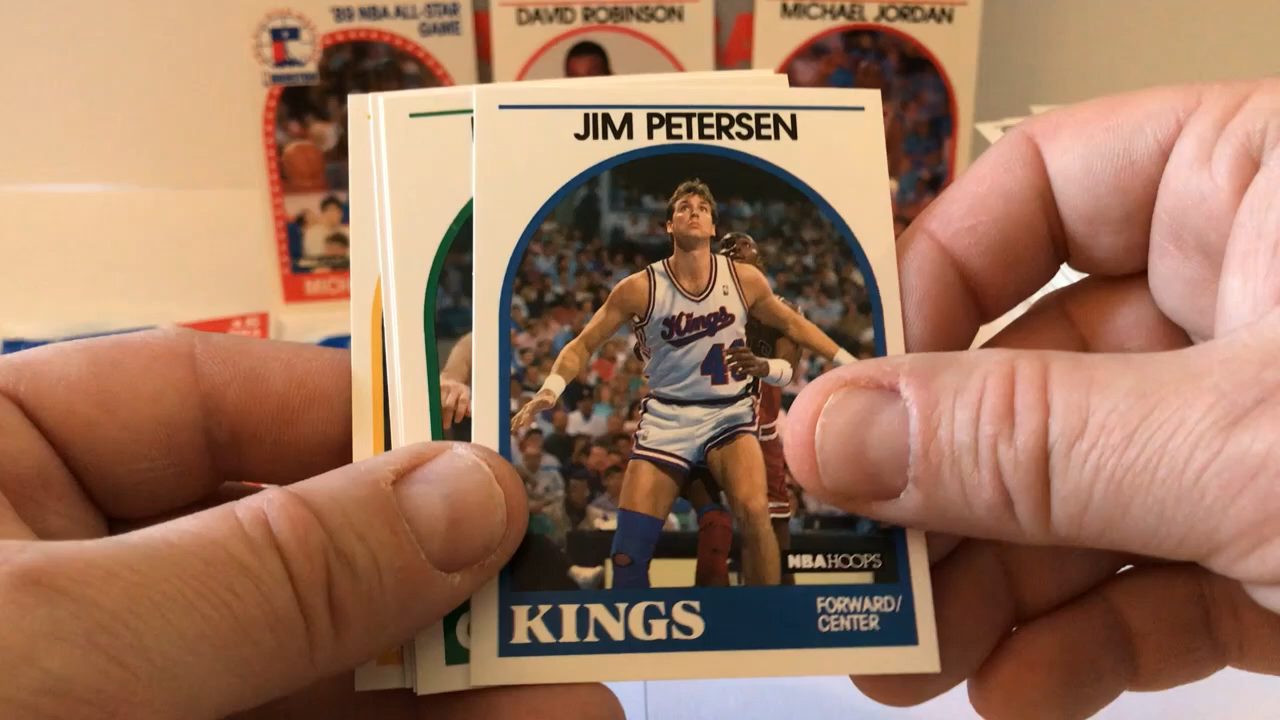 '89 NBA ALL-STAR
GAME
DAVID ROBINSON
MICHAEL JORDAN
JIM PETERSEN
Kings
NBA HOOPS
KINGS
FORWARD/
CENTER